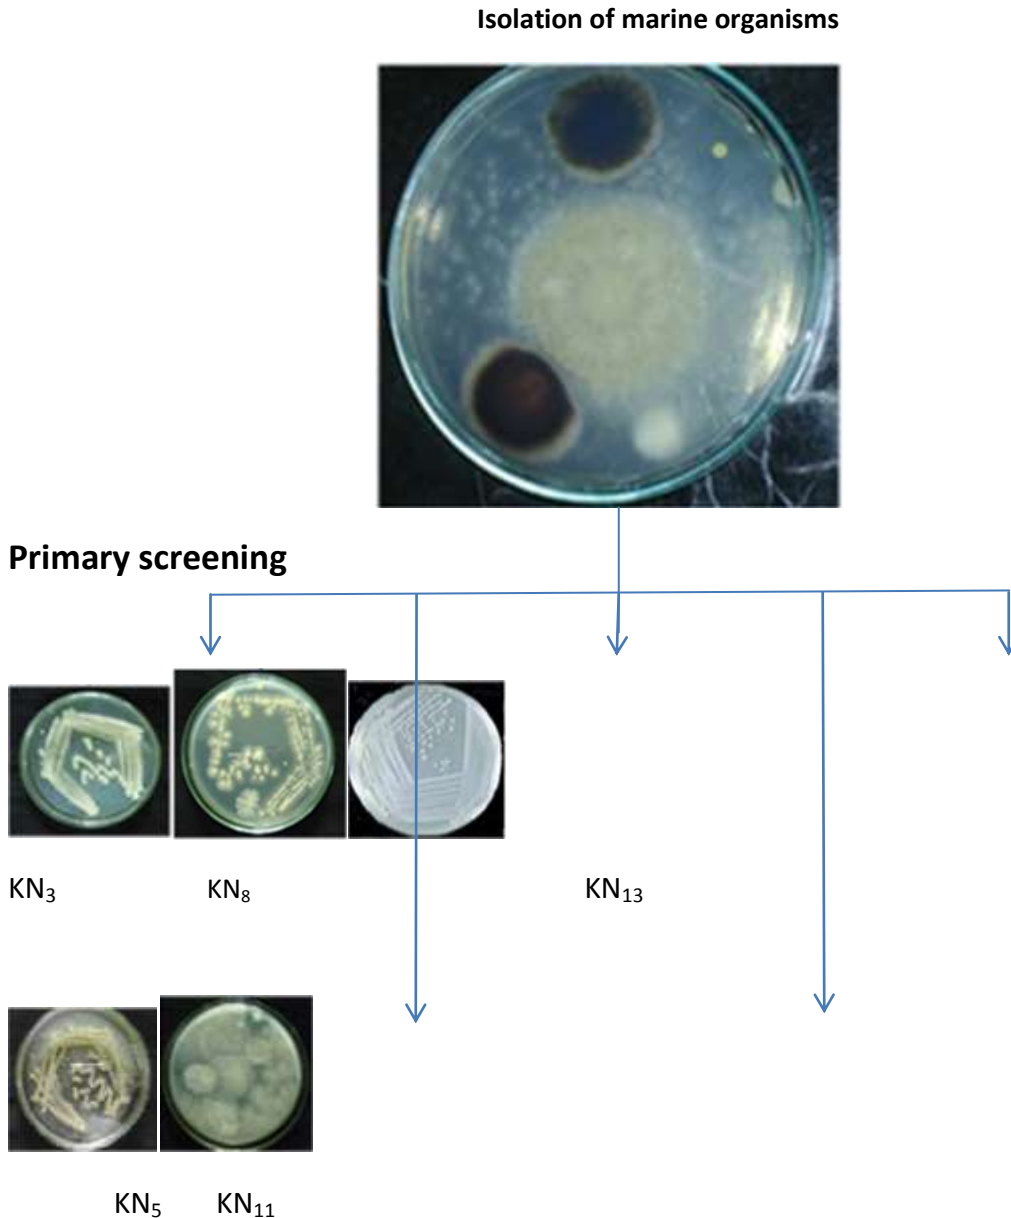 Isolation of marine organisms
Primary screening
KN₃ KN₈ KN₁₃
KN₅ KN₁₁